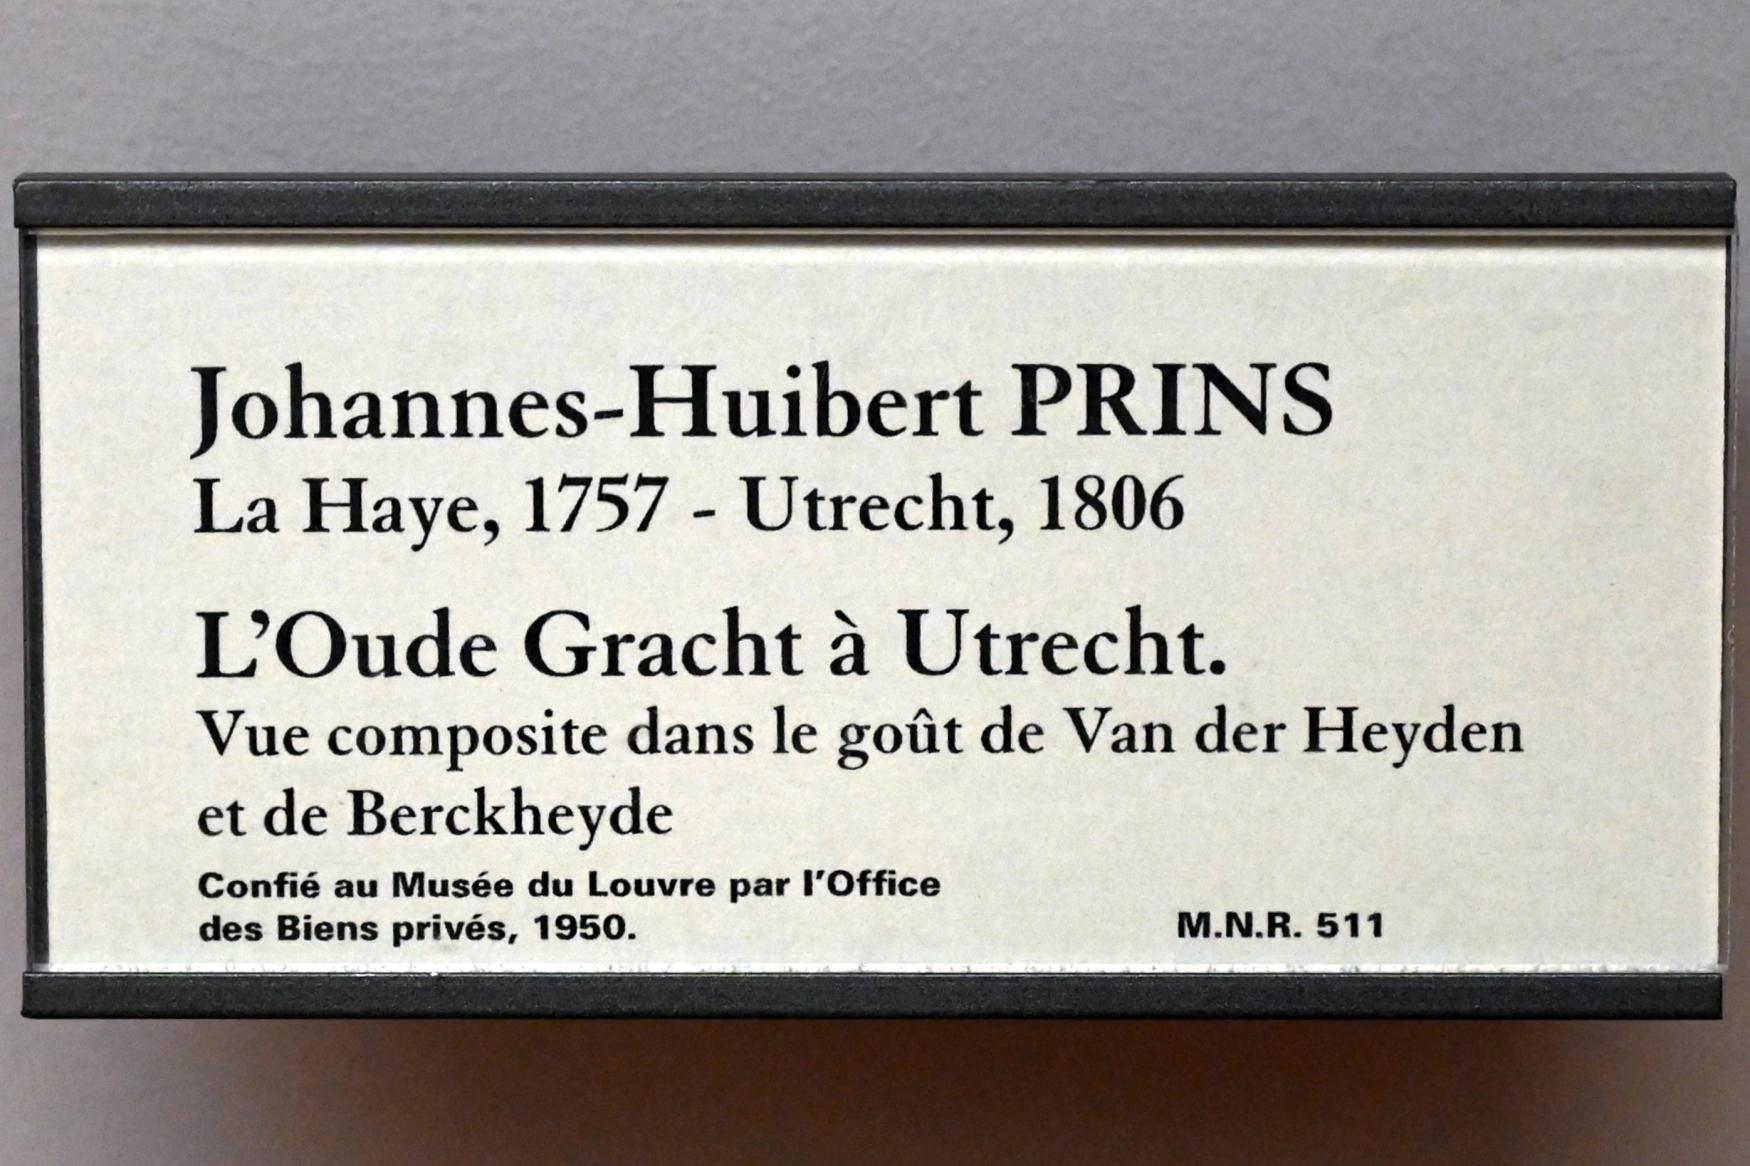 Johannes-Huibert PRINS
La Haye, 1757 - Utrecht, 1806
L’Oude Gracht à Utrecht.
Vue composite dans le goût de Van der Heyden
et de Berckheyde
Confié au Musée du Louvre par l’Office
des Biens privés, 1950.
M.N.R. 511